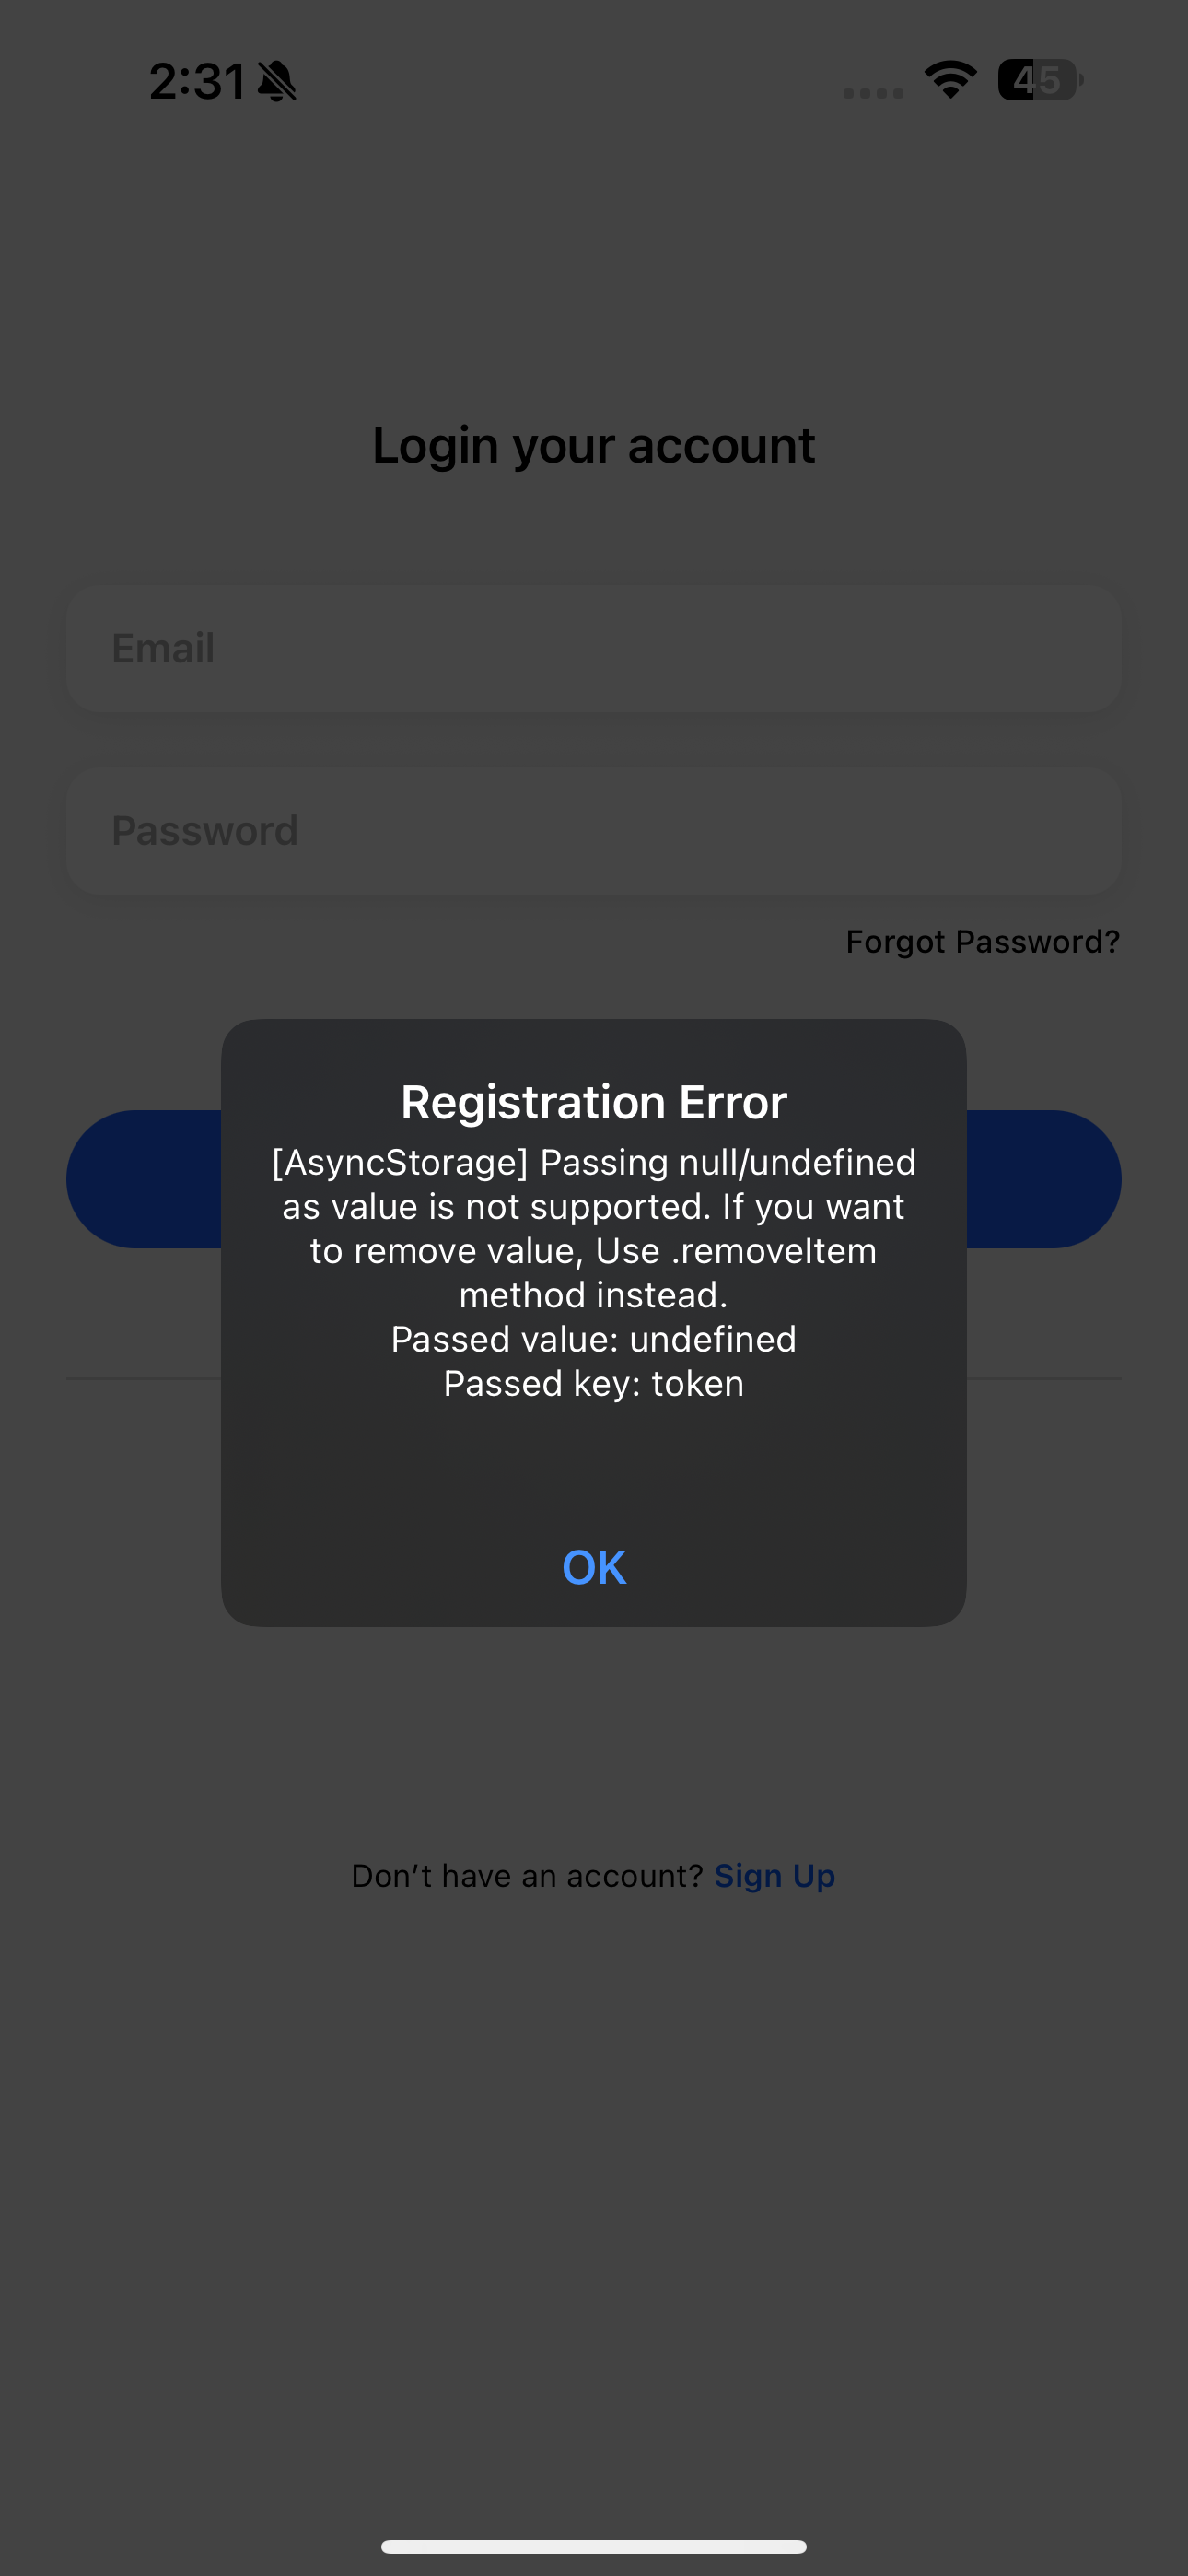 2:31
45
Login your account
Email
Password
Forgot Password?
Registration Error
[AsyncStorage] Passing null/undefined
as value is not supported. If you want
to remove value, Use .removeItem
method instead.
Passed value: undefined
Passed key: token
OK
Don't have an account? Sign Up